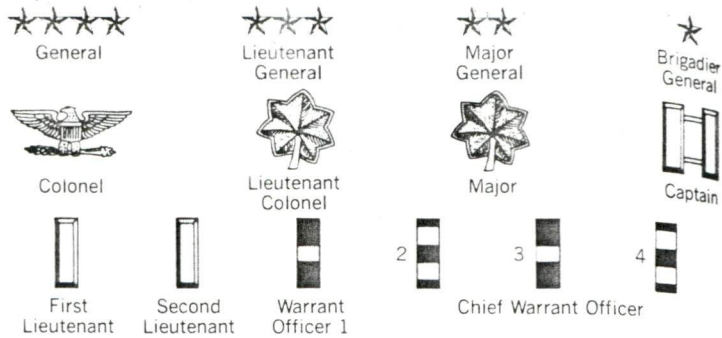 General
Lieutenant
General
Major
General
Brigadier
General
Colonel
Lieutenant
Colonel
Major
Captain
First
Lieutenant
Second
Lieutenant
Warrant
Officer 1
2
3
4
Chief Warrant Officer